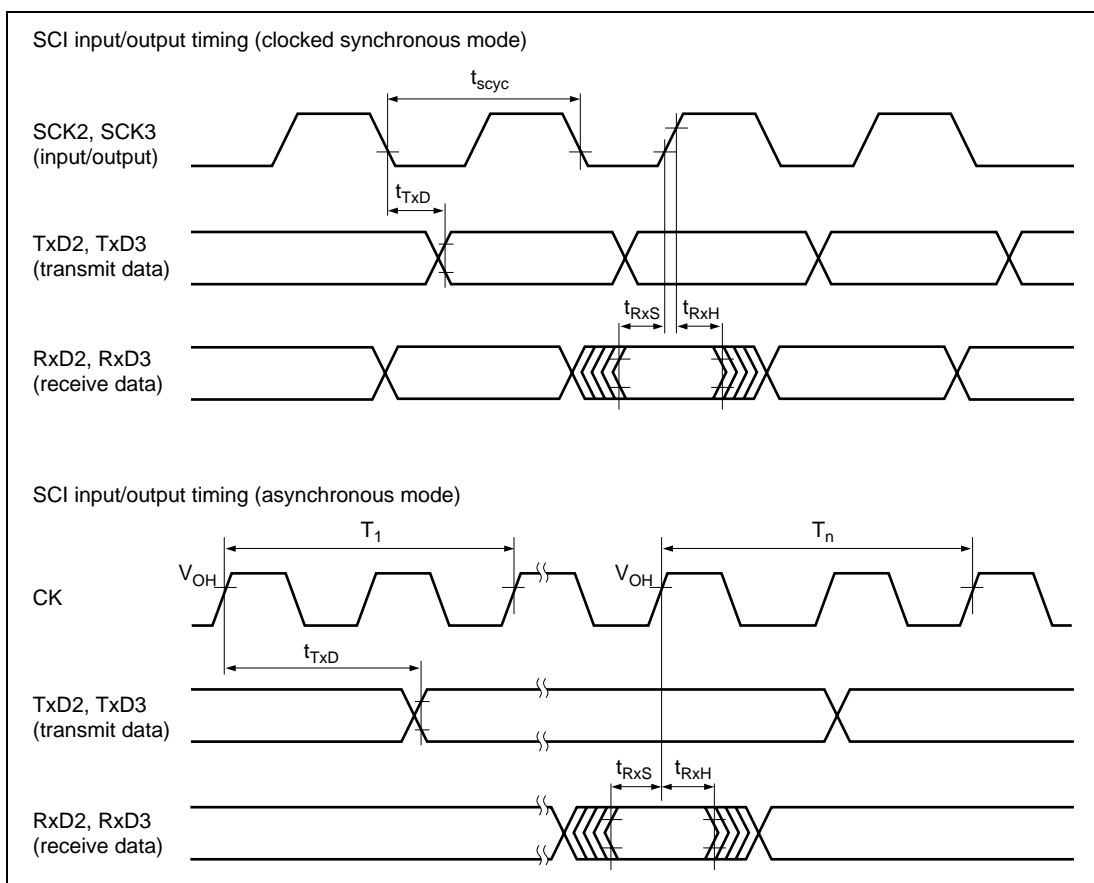 SCI input/output timing (clocked synchronous mode)
tscyc
SCK2, SCK3
(input/output)
tTxD
TxD2, TxD3
(transmit data)
tRxS
tRxH
RxD2, RxD3
(receive data)
SCI input/output timing (asynchronous mode)
T1
Tn
VOH
VOH
CK
tTxD
TxD2, TxD3
(transmit data)
tRxS
tRxH
RxD2, RxD3
(receive data)